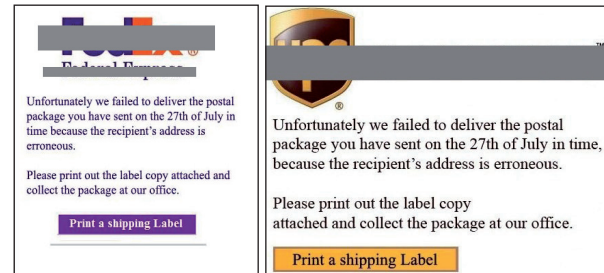 Federal Express
Unfortunately we failed to deliver the postal
package you have sent on the 27th of July in
time because the recipient's address is
erroneous.
Please print out the label copy attached and
collect the package at our office.
Print a shipping Label
Unfortunately we failed to deliver the postal
package you have sent on the 27th of July in time,
because the recipient's address is erroneous.
Please print out the label copy
attached and collect the package at our office.
Print a shipping Label